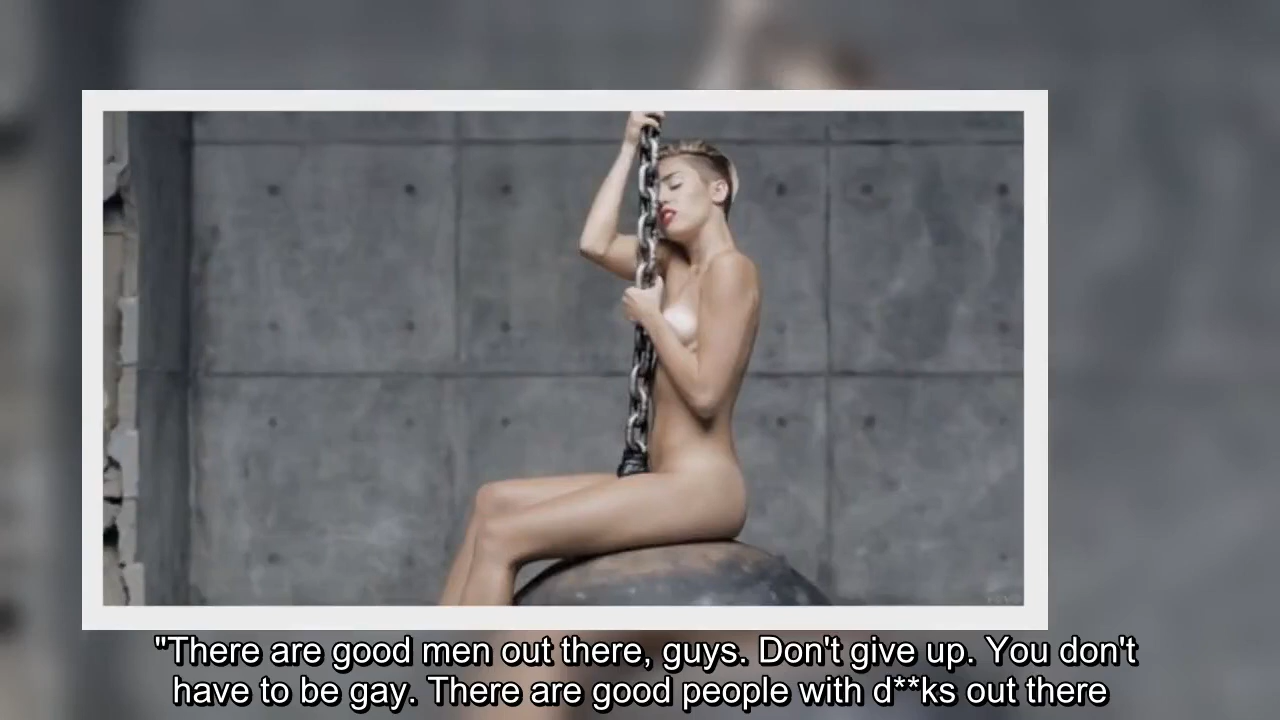 "There are good men out there, guys. Don't give up. You don't
have to be gay. There are good people with d**ks out there